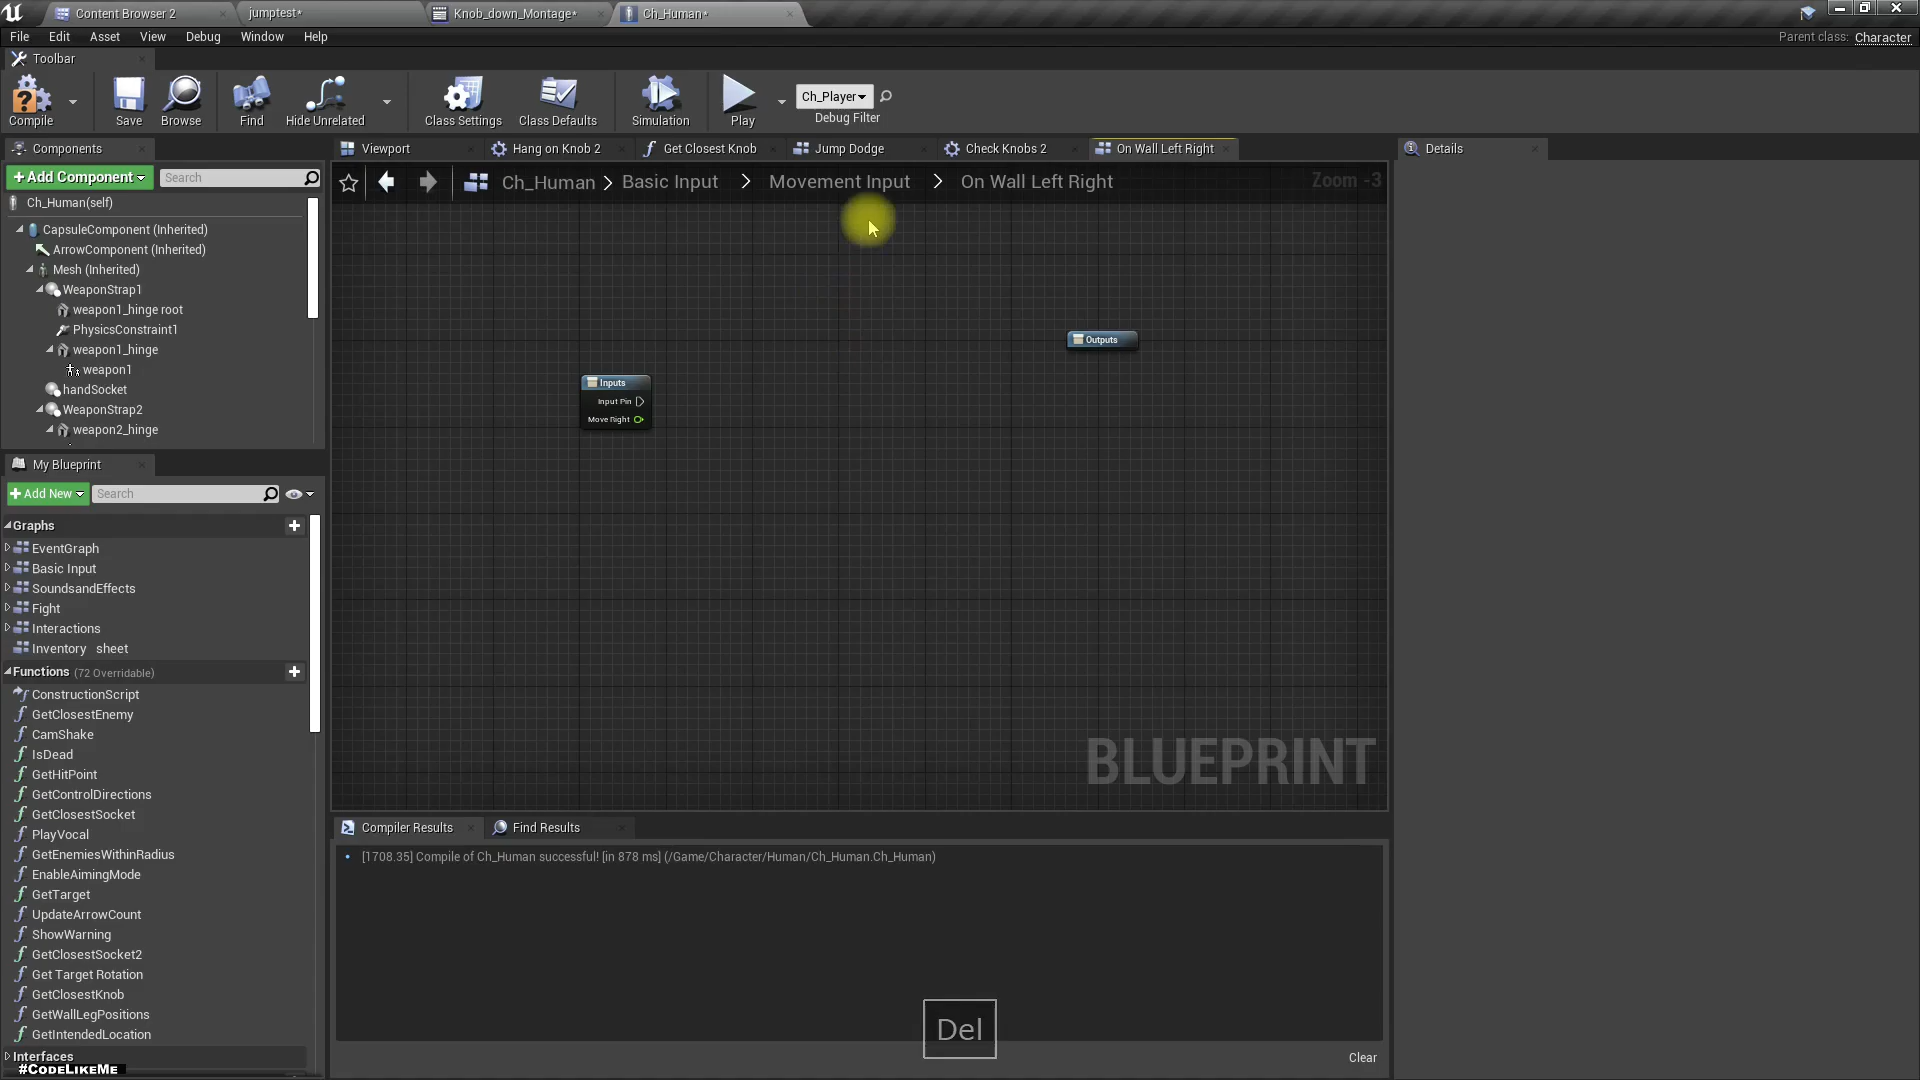 Content Browser 2
jumptest*
Knob_down_Montage*
Ch_Human*
File Edit Asset View Debug Window Help
Parent class: Character
Toolbar
Compile
Save
Browse
Find
Hide Unrelated
Class Settings
Class Defaults
Simulation
Play
Ch_Player
Debug Filter
Components
+Add Component
Search
Ch_Human(self)
CapsuleComponent (Inherited)
ArrowComponent (Inherited)
Mesh (Inherited)
WeaponStrap1
weapon1_hinge root
PhysicsConstraint1
weapon1_hinge
weapon1
handSocket
WeaponStrap2
weapon2_hinge
My Blueprint
+Add New
Search
Graphs
EventGraph
Basic Input
SoundsandEffects
Fight
Interactions
Inventory sheet
Functions (72 Overridable)
ConstructionScript
GetClosestEnemy
CamShake
IsDead
GetHitPoint
GetControlDirections
GetClosestSocket
PlayVocal
GetEnemiesWithinRadius
EnableAimingMode
GetTarget
UpdateArrowCount
ShowWarning
GetClosestSocket2
Get Target Rotation
GetClosestKnob
GetWallLegPositions
GetIntendedLocation
Interfaces
#CODELIKEME
Viewport
Hang on Knob 2
Get Closest Knob
Jump Dodge
Check Knobs 2
On Wall Left Right
Ch_Human > Basic Input > Movement Input > On Wall Left Right
Zoom -3
Outputs
Inputs
Input Pin
Move Right
BLUEPRINT
Compiler Results
Find Results
[1708.35] Compile of Ch_Human successful! [in 878 ms] (/Game/Character/Human/Ch_Human.Ch_Human)
Del
Clear
Details